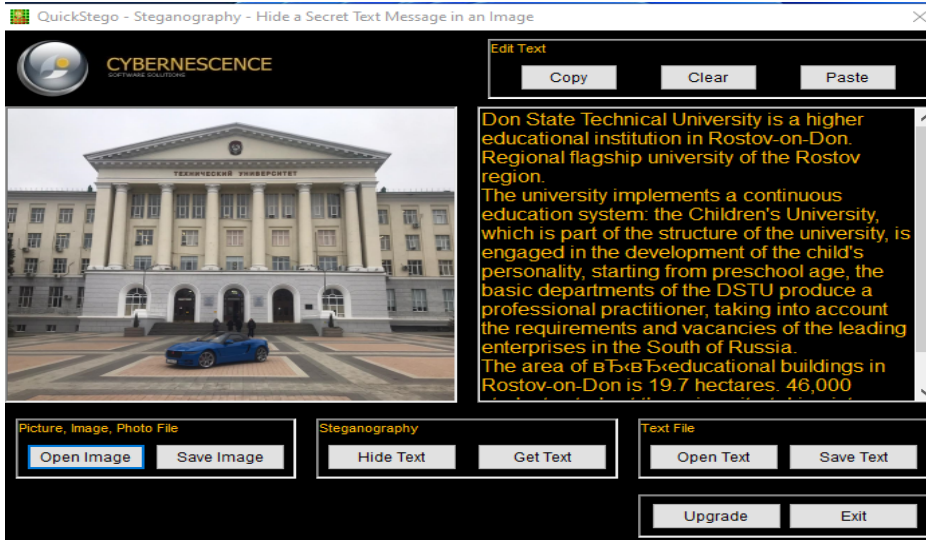 QuickStego - Steganography - Hide a Secret Text Message in an Image
CYBERNESCENCE
SOFTWARE SOLUTIONS
Edit Text
Copy
Clear
Paste
ТЕХНИЧЕСКИЙ УНИВЕРСИТЕТ
Don State Technical University is a higher
educational institution in Rostov-on-Don.
Regional flagship university of the Rostov
region.
The university implements a continuous
education system: the Children's University,
which is part of the structure of the university, is
engaged in the development of the child's
personality, starting from preschool age, the
basic departments of the DSTU produce a
professional practitioner, taking into account
the requirements and vacancies of the leading
enterprises in the South of Russia.
The area of вЂ‹вЂ‹educational buildings in
Rostov-on-Don is 19.7 hectares. 46,000
Picture, Image, Photo File
Open Image
Save Image
Steganography
Hide Text
Get Text
Text File
Open Text
Save Text
Upgrade
Exit